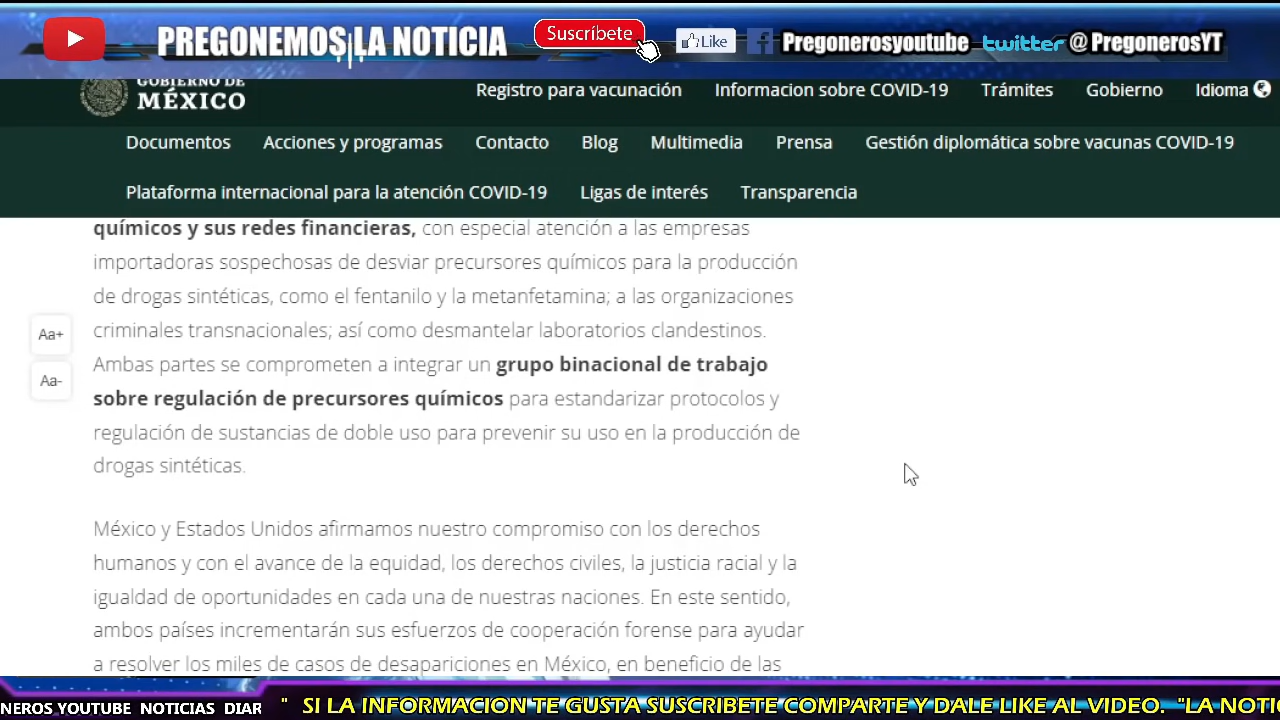 PREGONEMOS LA NOTICIA
Suscríbete
Like
Pregonerosyoutube
twitter @PregonerosYT
GOBIERNO DE
MÉXICO
Registro para vacunación Informacion sobre COVID-19 Trámites Gobierno Idioma
Documentos Acciones y programas Contacto Blog Multimedia Prensa Gestión diplomática sobre vacunas COVID-19
Plataforma internacional para la atención COVID-19 Ligas de interés Transparencia
químicos y sus redes financieras, con especial atención a las empresas
importadoras sospechosas de desviar precursores químicos para la producción
de drogas sintéticas, como el fentanilo y la metanfetamina; a las organizaciones
criminales transnacionales; así como desmantelar laboratorios clandestinos.
Ambas partes se comprometen a integrar un grupo binacional de trabajo
sobre regulación de precursores químicos para estandarizar protocolos y
regulación de sustancias de doble uso para prevenir su uso en la producción de
drogas sintéticas.
Aa+
Aa-
México y Estados Unidos afirmamos nuestro compromiso con los derechos
humanos y con el avance de la equidad, los derechos civiles, la justicia racial y la
igualdad de oportunidades en cada una de nuestras naciones. En este sentido,
ambos países incrementarán sus esfuerzos de cooperación forense para ayudar
a resolver los miles de casos de desapariciones en México, en beneficio de las
NEROS YOUTUBE NOTICIAS DIAR
" SI LA INFORMACION TE GUSTA SUSCRIBETE COMPARTE Y DALE LIKE AL VIDEO. "LA NOTI